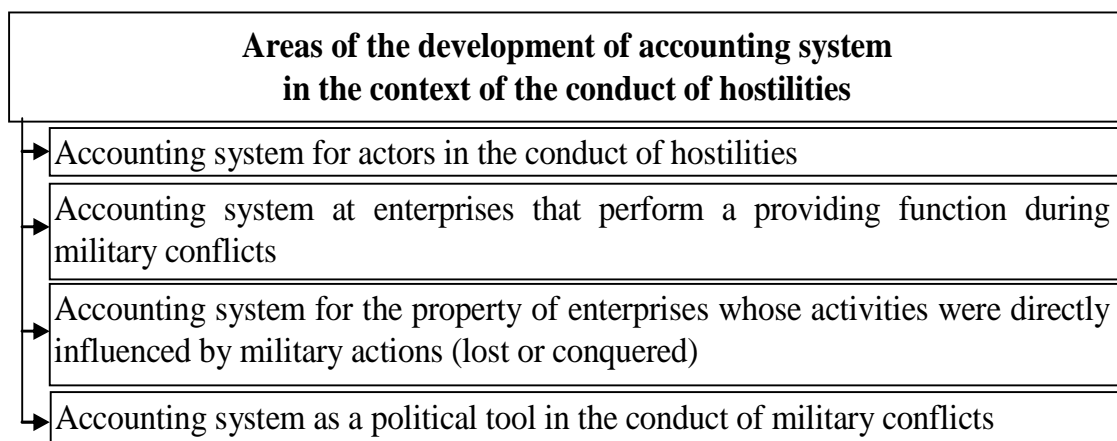 Areas of the development of accounting system
in the context of the conduct of hostilities
Accounting system for actors in the conduct of hostilities
Accounting system at enterprises that perform a providing function during
military conflicts
Accounting system for the property of enterprises whose activities were directly
influenced by military actions (lost or conquered)
Accounting system as a political tool in the conduct of military conflicts